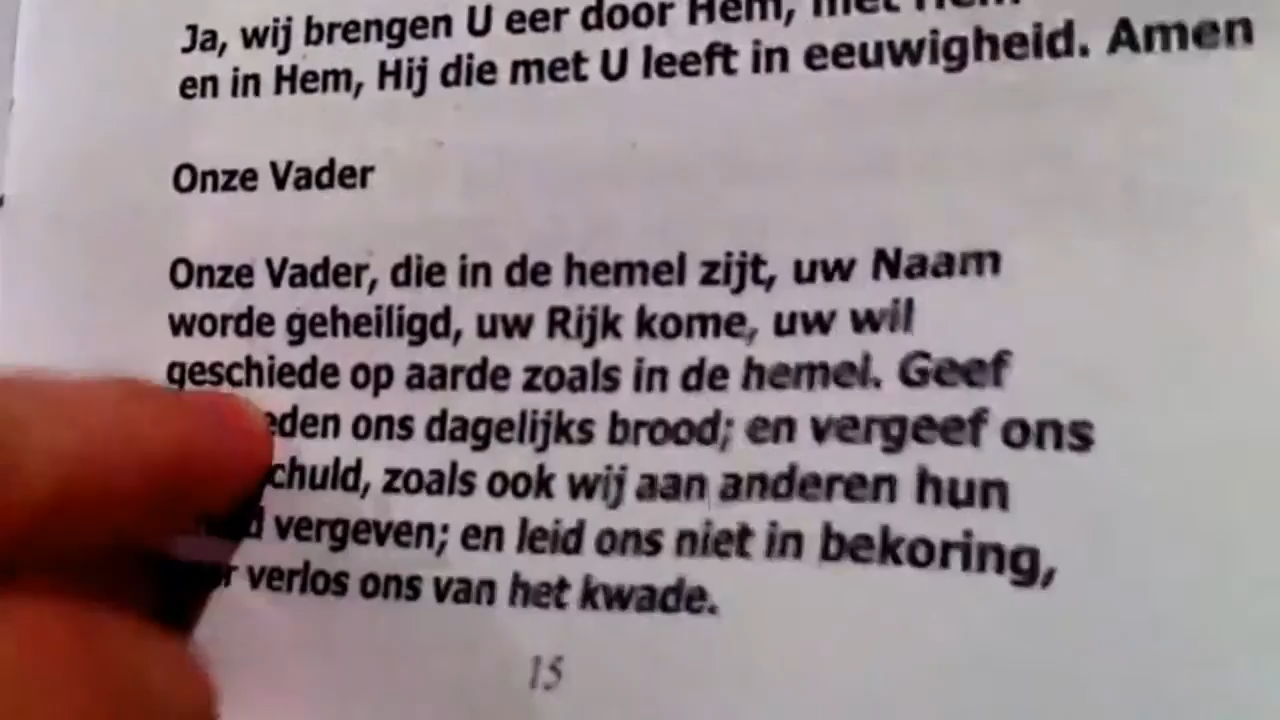 Ja, wij brengen U eer door Hem, met Hem
en in Hem, Hij die met U leeft in eeuwigheid. Amen
Onze Vader
Onze Vader, die in de hemel zijt, uw Naam
worde geheiligd, uw Rijk kome, uw wil
geschiede op aarde zoals in de hemel. Geef
ons dagelijks brood; en vergeef ons
zoals ook wij aan anderen hun
vergeven; en leid ons niet in bekoring,
verlos ons van het kwade.
15